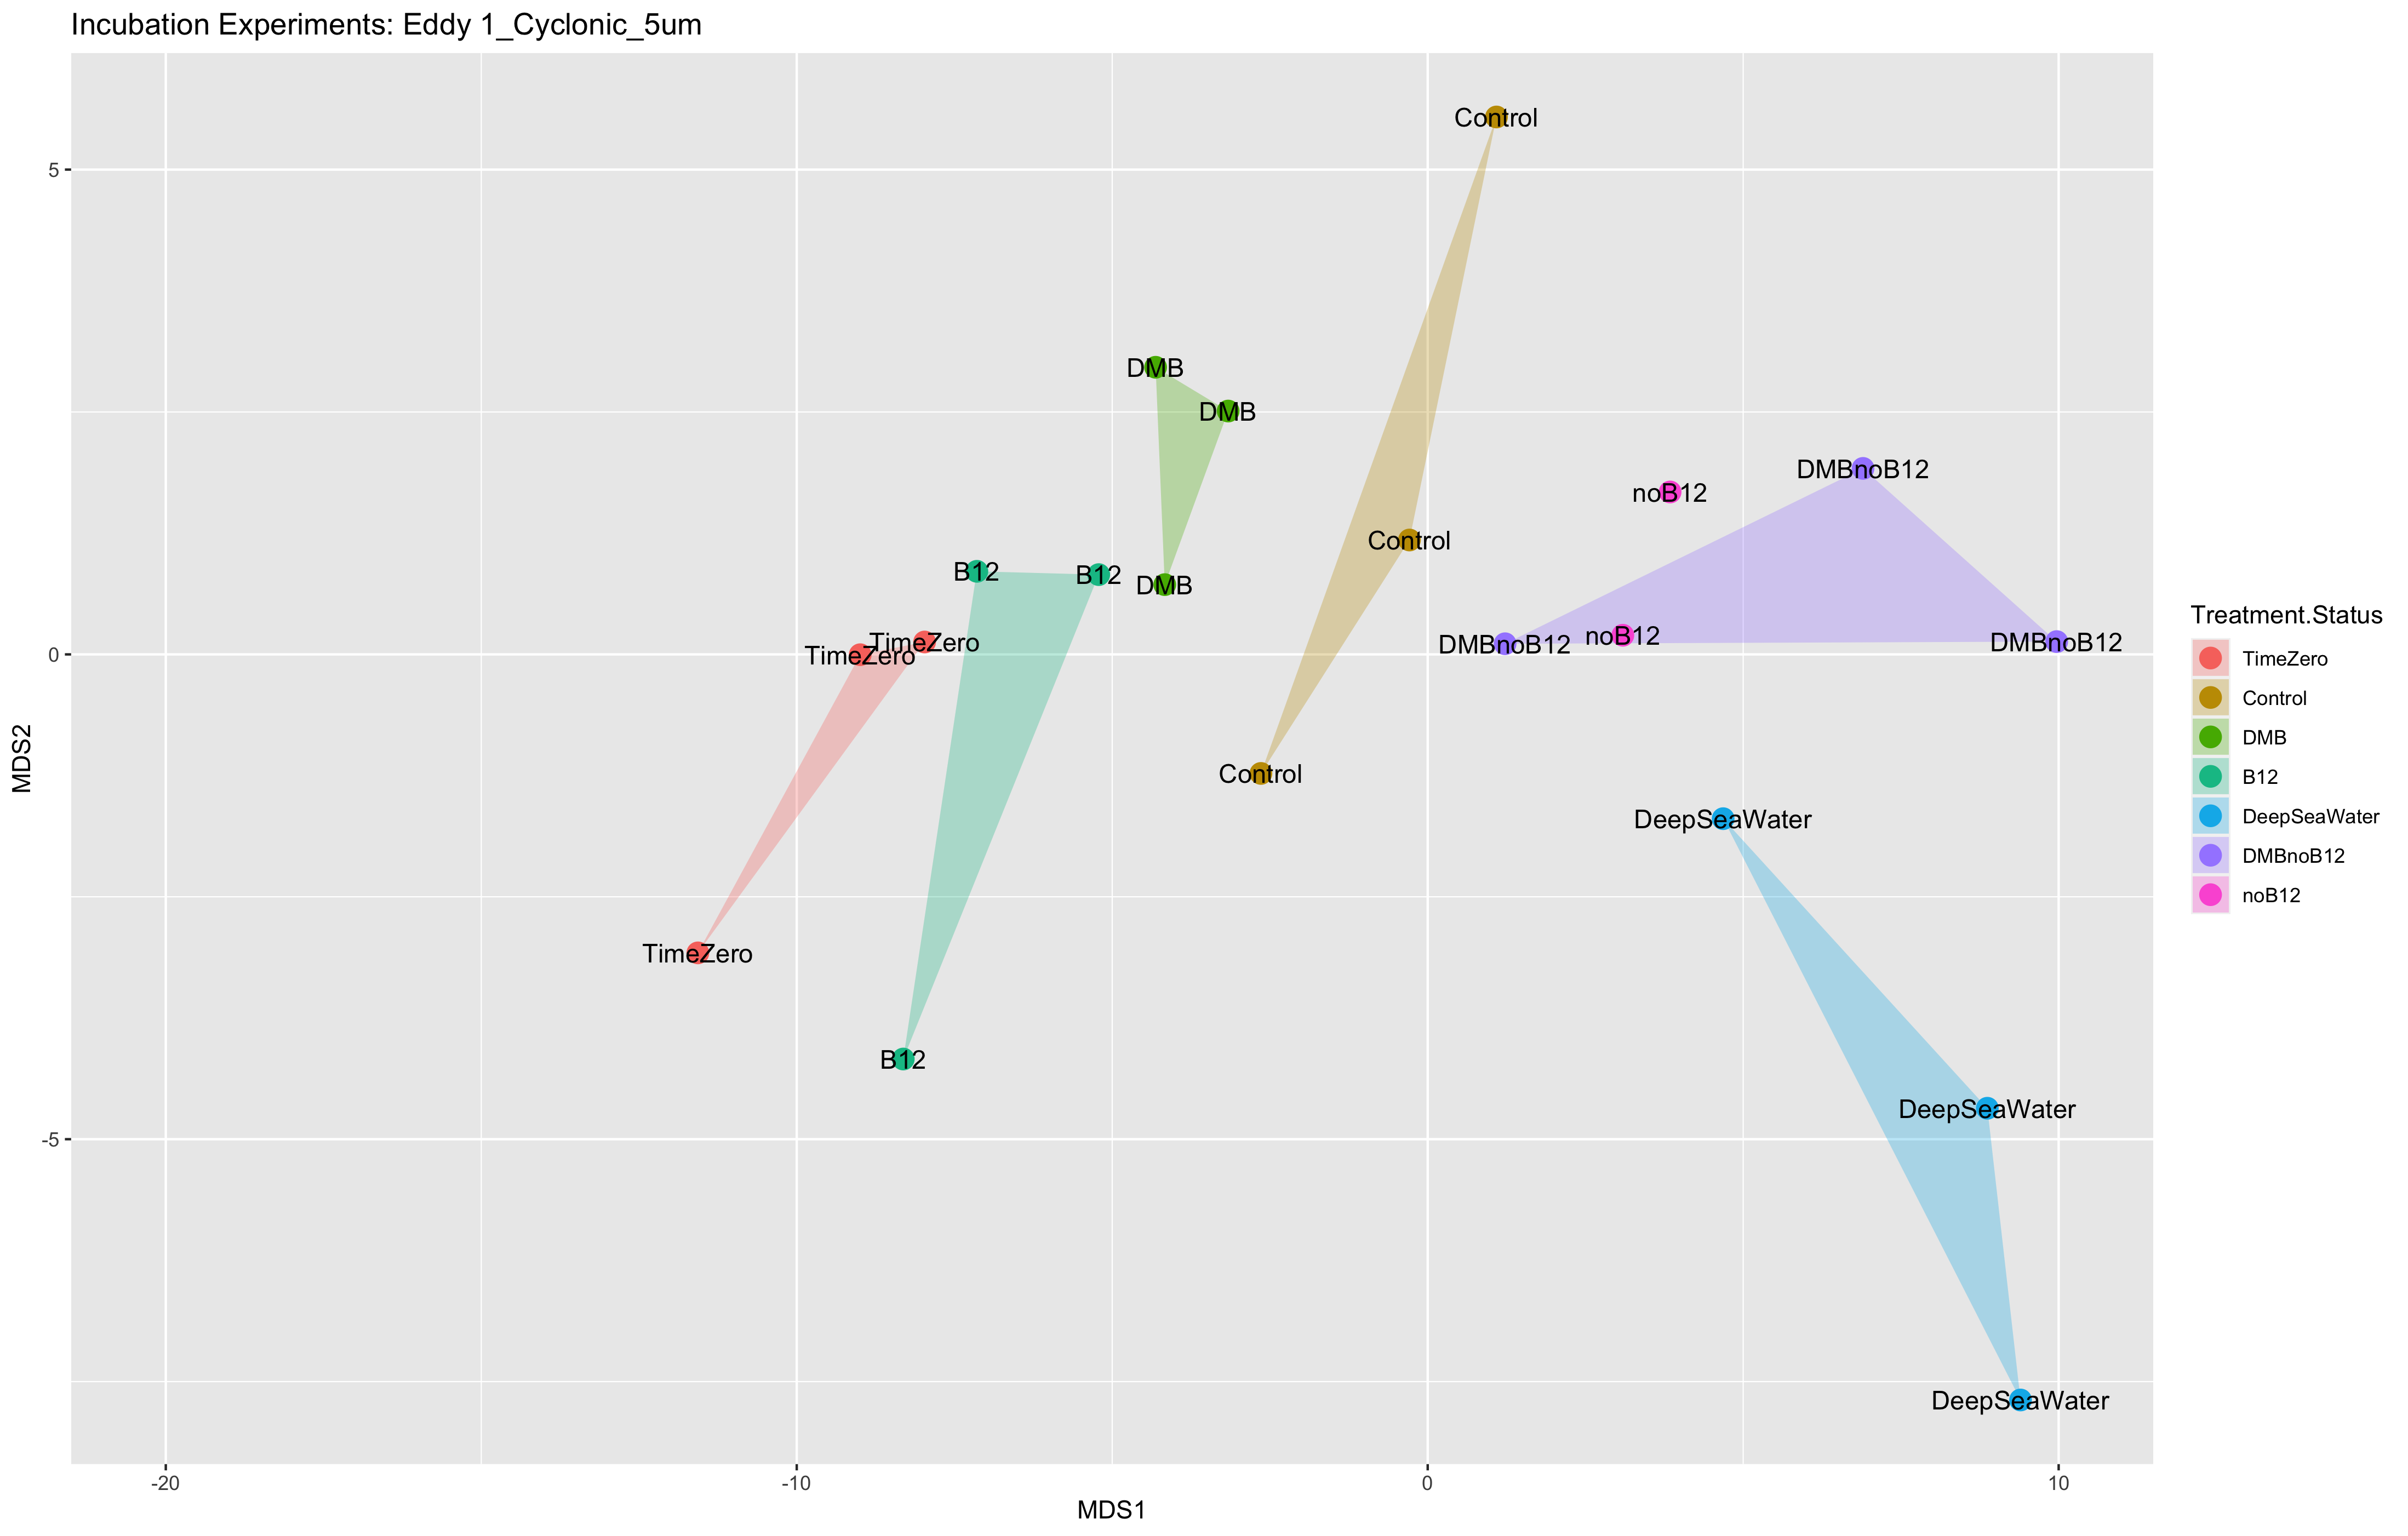 Incubation Experiments: Eddy 1_Cyclonic_5um
Control
5
DMB
DMB
DMBnoB12
noB12
Control
B12
B12
DMB
TimeZero
TimeZero
DMBnoB12
noB12
DMBnoB12
0
Control
DeepSeaWater
TimeZero
B12
DeepSeaWater
-5
DeepSeaWater
-20
-10
0
10
MDS1
MDS2
Treatment.Status
TimeZero
Control
DMB
B12
DeepSeaWater
DMBnoB12
noB12